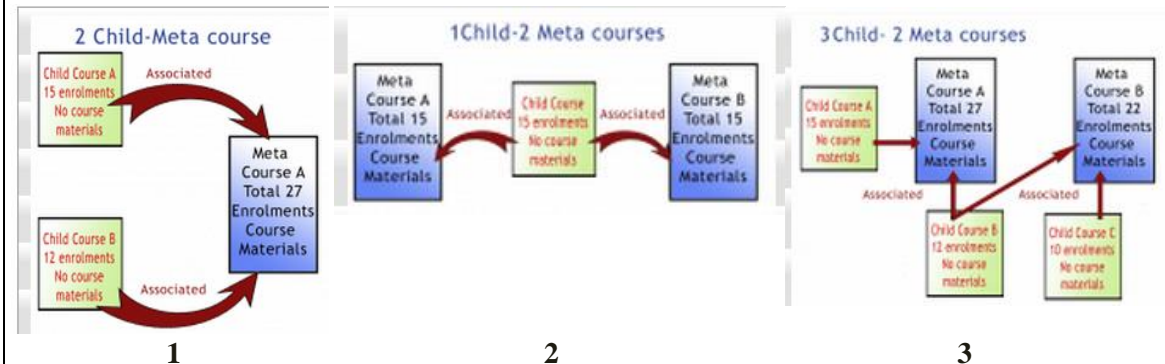 2 Child-Meta course
Child Course A
15 enrolments
No course
materials
Associated
Meta
Course A
Total 27
Enrolments
Course
Materials
Child Course B
12 enrolments
No course
materials
Associated
1
1Child-2 Meta courses
Meta
Course A
Total 15
Enrolments
Course
Materials
Associated
Child Course
15 enrolments
No course
materials
Associated
Meta
Course B
Total 15
Enrolments
Course
Materials
2
3Child- 2 Meta courses
Child Course A
15 enrolments
No course
materials
Meta
Course A
Total 27
Enrolments
Course
Materials
Meta
Course B
Total 22
Enrolments
Course
Materials
Associated
Associated
Child Course B
12 enrolments
No course
materials
Child Course C
10 enrolments
No course
materials
3